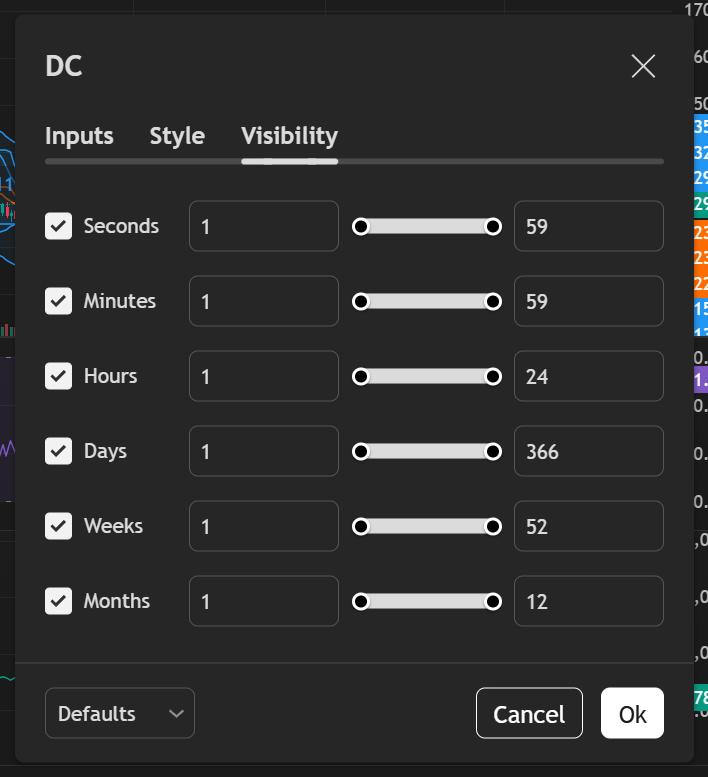 DC
Inputs Style Visibility
Seconds 1 59
Minutes 1 59
Hours 1 24
Days 1 366
Weeks 1 52
Months 1 12
Defaults Cancel Ok